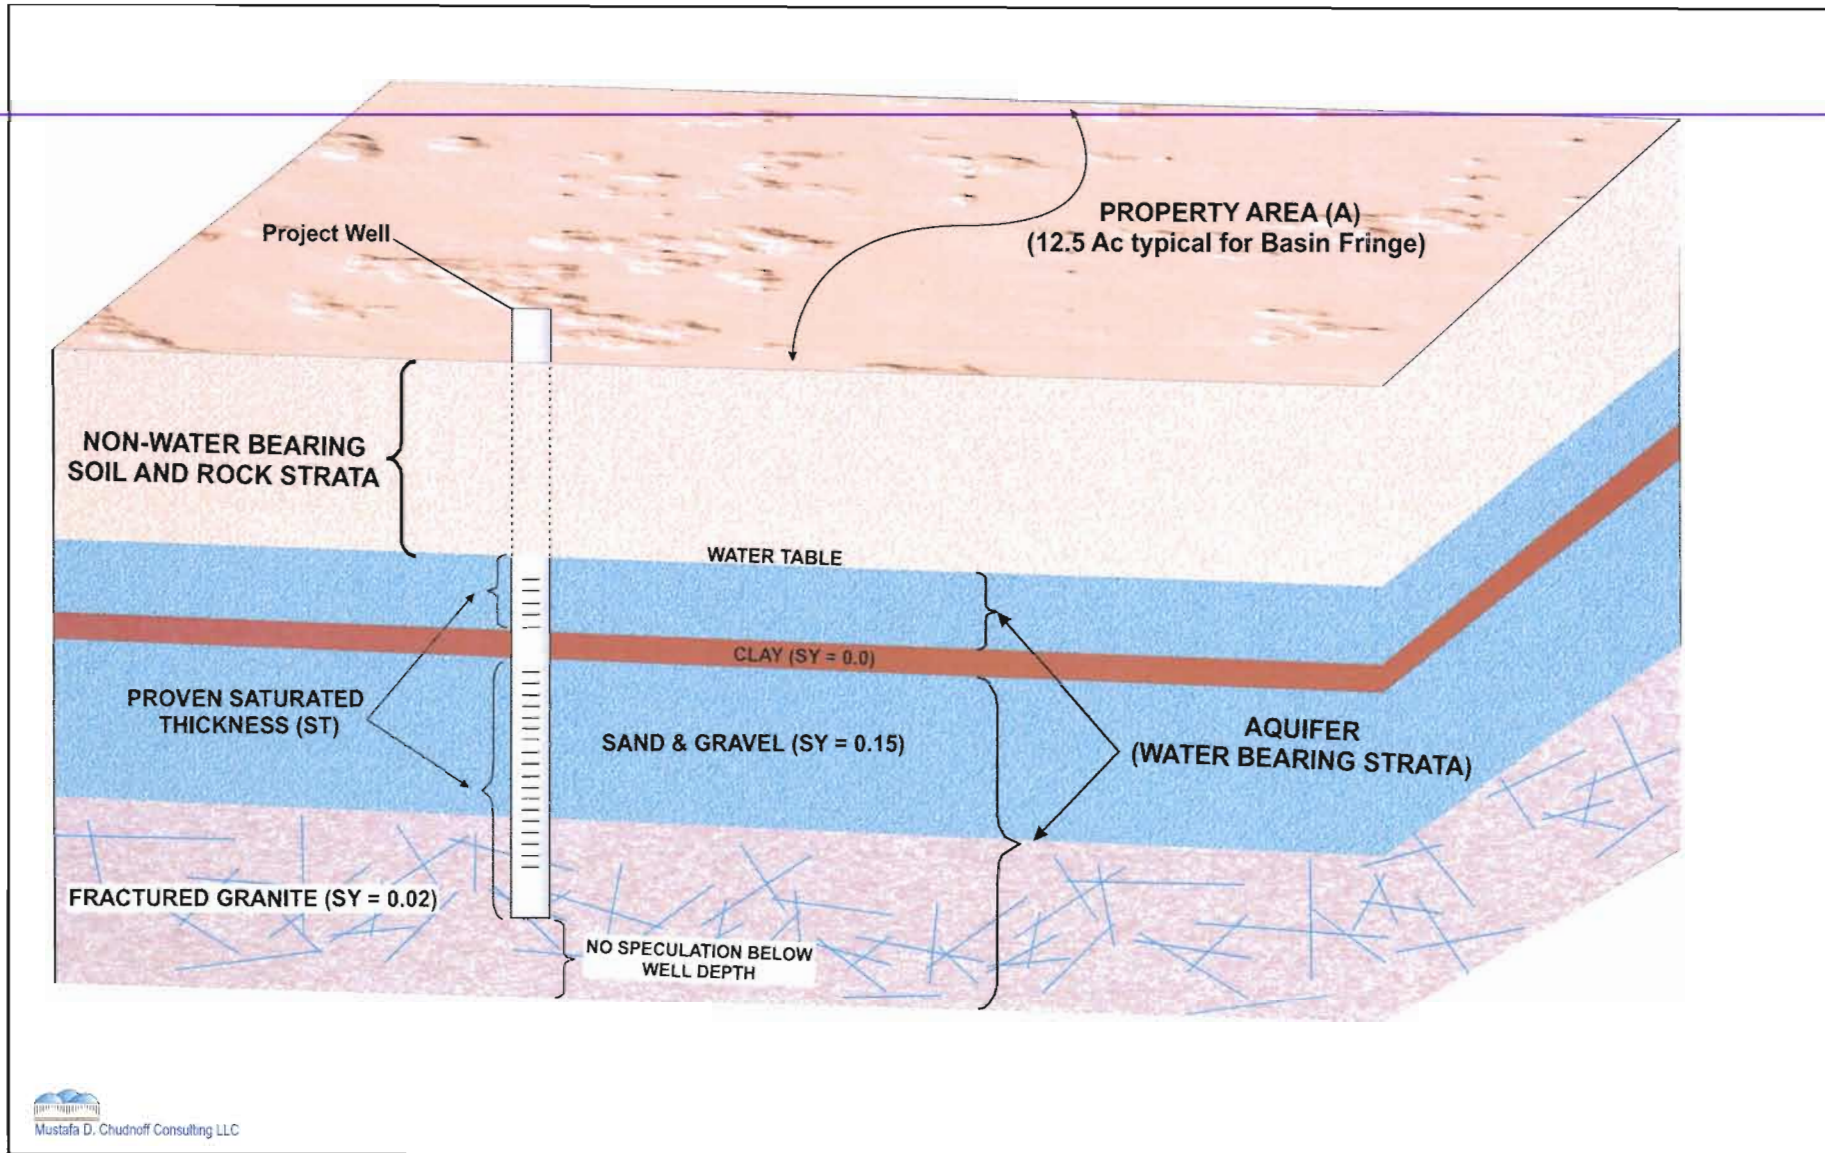 PROPERTY AREA (A)
(12.5 Ac typical for Basin Fringe)
Project Well
NON-WATER BEARING
SOIL AND ROCK STRATA
WATER TABLE
CLAY (SY = 0.0)
PROVEN SATURATED
THICKNESS (ST)
SAND & GRAVEL (SY = 0.15)
AQUIFER
(WATER BEARING STRATA)
FRACTURED GRANITE (SY = 0.02)
NO SPECULATION BELOW
WELL DEPTH
Mustafa D. Chudnoff Consulting LLC